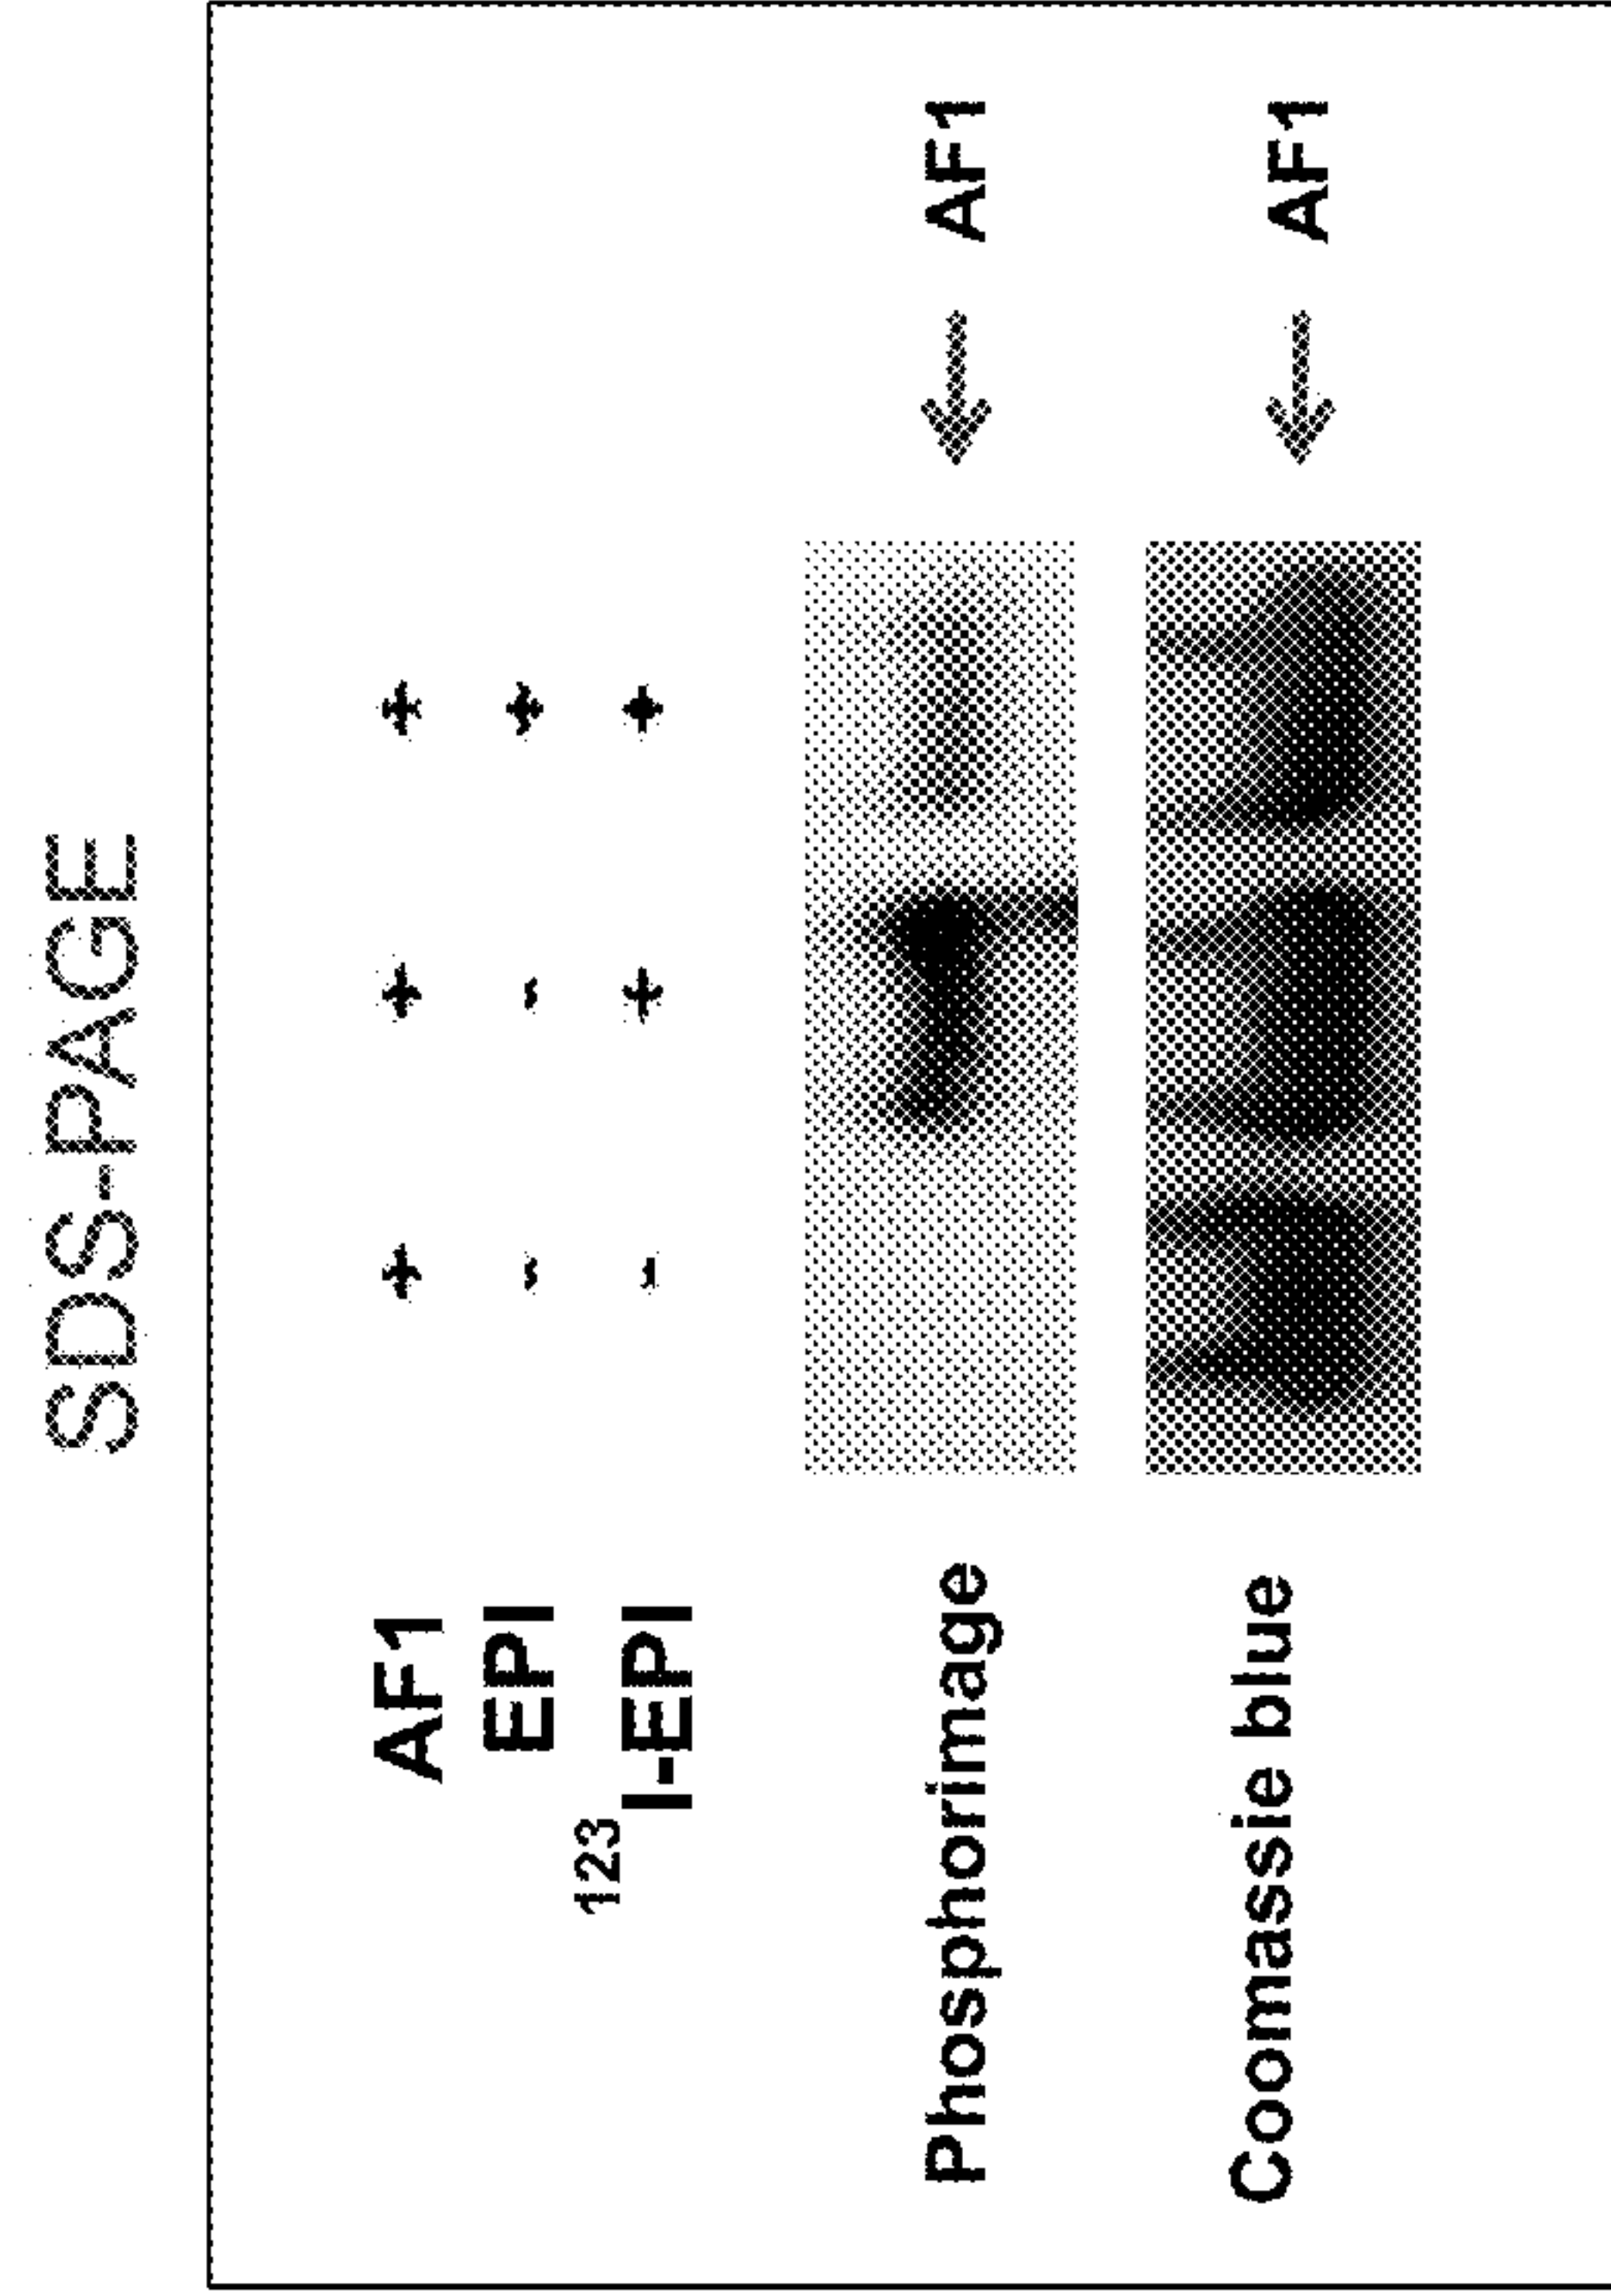 SDS-PAGE
AF1 + + +
EPI - - +
123I-EPI - + +
Phosphorimage ← AF1
Coomassie blue ← AF1